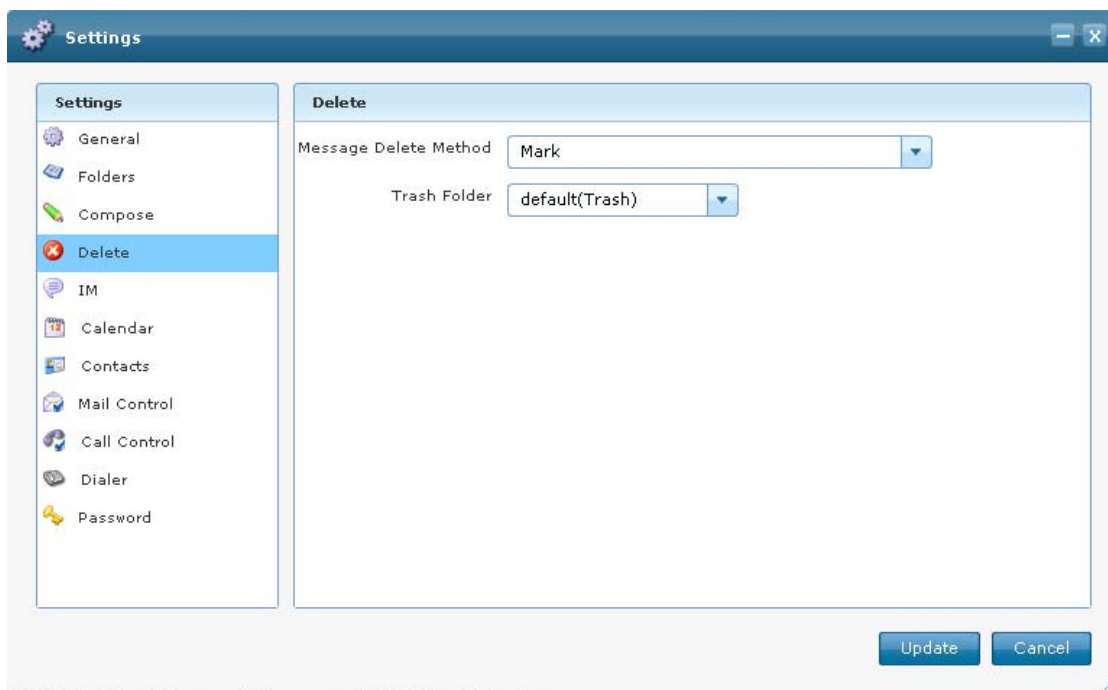 Settings
Settings
General
Folders
Compose
Delete
IM
Calendar
Contacts
Mail Control
Call Control
Dialer
Password
Delete
Message Delete Method Mark
Trash Folder default(Trash)
Update Cancel